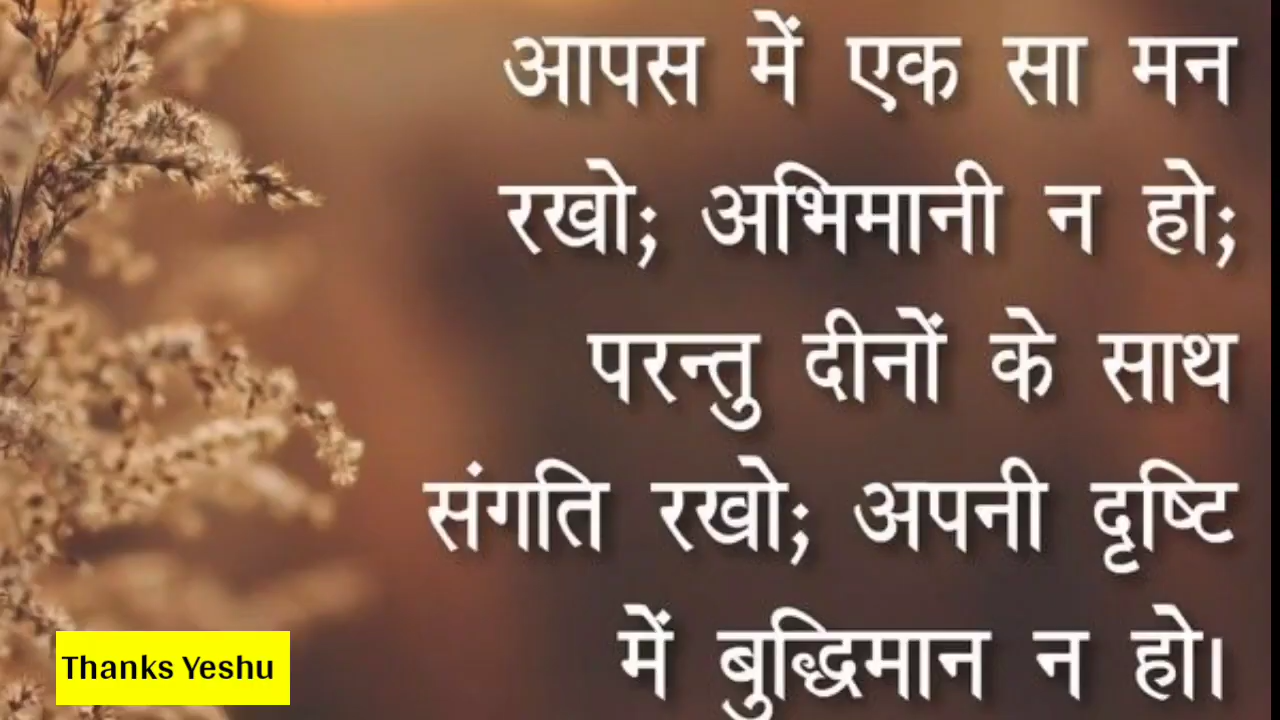 आपस में एक सा मन
रखो; अभिमानी न हो;
परन्तु दीनों के साथ
संगति रखो; अपनी दृष्टि
में बुद्धिमान न हो।
Thanks Yeshu